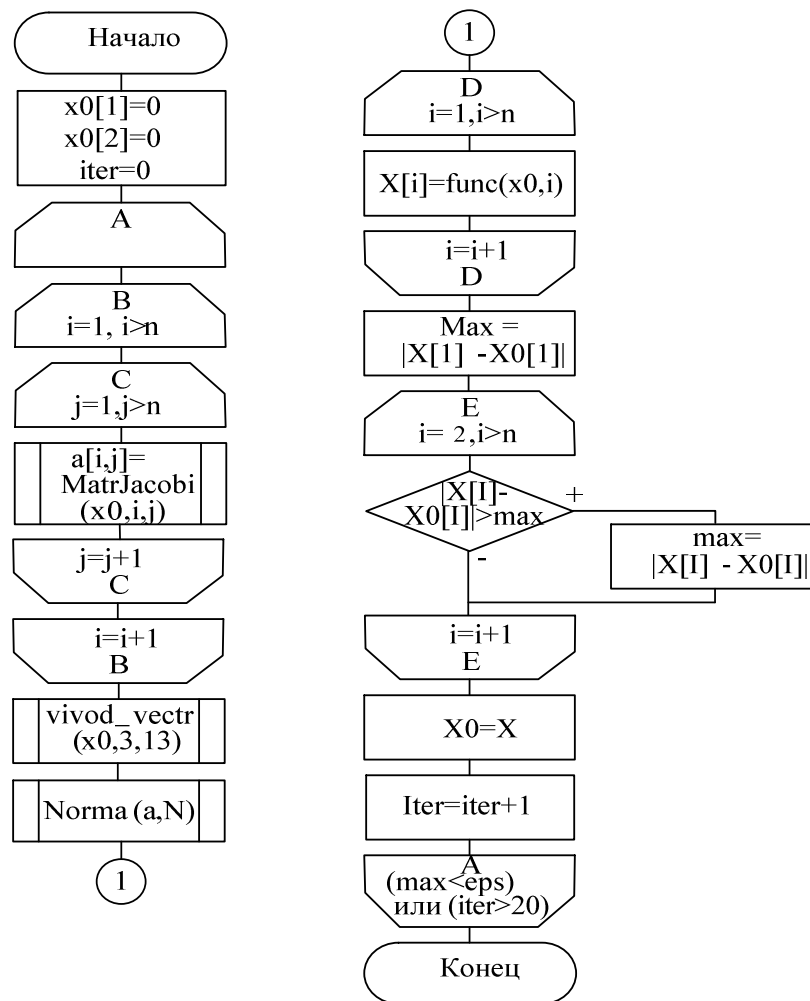 Начало
x0[1]=0
x0[2]=0
iter=0
A
B
i=1, i>n
C
j=1,j>n
a[i,j]=
MatrJacobi
(x0,i,j)
j=j+1
C
i=i+1
B
vivod_vectr
(x0,3,13)
Norma (a,N)
1
1
D
i=1,i>n
X[i]=func(x0,i)
i=i+1
D
Max =
|X[1] -X0[1]|
E
i= 2,i>n
|X[I]-
X0[I]|>max
+
-
max=
|X[I] - X0[I]|
i=i+1
E
X0=X
Iter=iter+1
A
(max<eps)
или (iter>20)
Конец